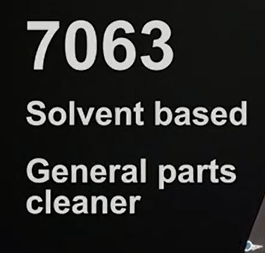 7063
Solvent based
General parts
cleaner